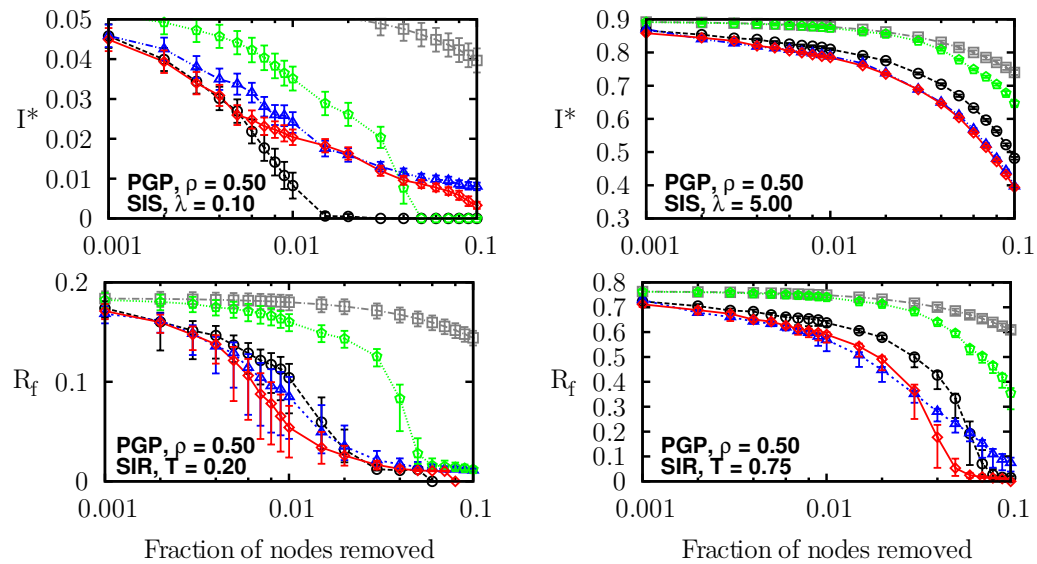 0.05
0.04
0.03
0.02
0.01
0
I*
PGP, ρ = 0.50
SIS, λ = 0.10
0.001
0.01
0.1
0.9
0.8
0.7
0.6
0.5
0.4
0.3
I*
PGP, ρ = 0.50
SIS, λ = 5.00
0.001
0.01
0.1
0.2
0.1
0
R_f
PGP, ρ = 0.50
SIR, T = 0.20
0.001
0.01
0.1
Fraction of nodes removed
0.8
0.7
0.6
0.5
0.4
0.3
0.2
0.1
0
R_f
PGP, ρ = 0.50
SIR, T = 0.75
0.001
0.01
0.1
Fraction of nodes removed